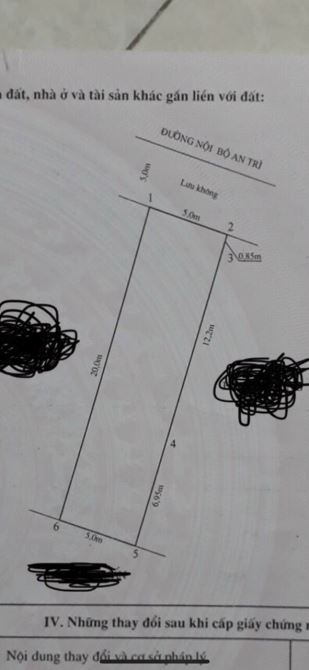 đất, nhà ở và tài sản khác gắn liền với đất:
ĐƯỜNG NỘI BỘ AN TRÌ
5,0m
Lưu không
1
5,0m
2
3
0,85m
12,2m
20,0m
4
6,95m
6
5,0m
5
IV. Những thay đổi sau khi cấp giấy chứng
Nội dung thay đổi và cơ sở pháp lý